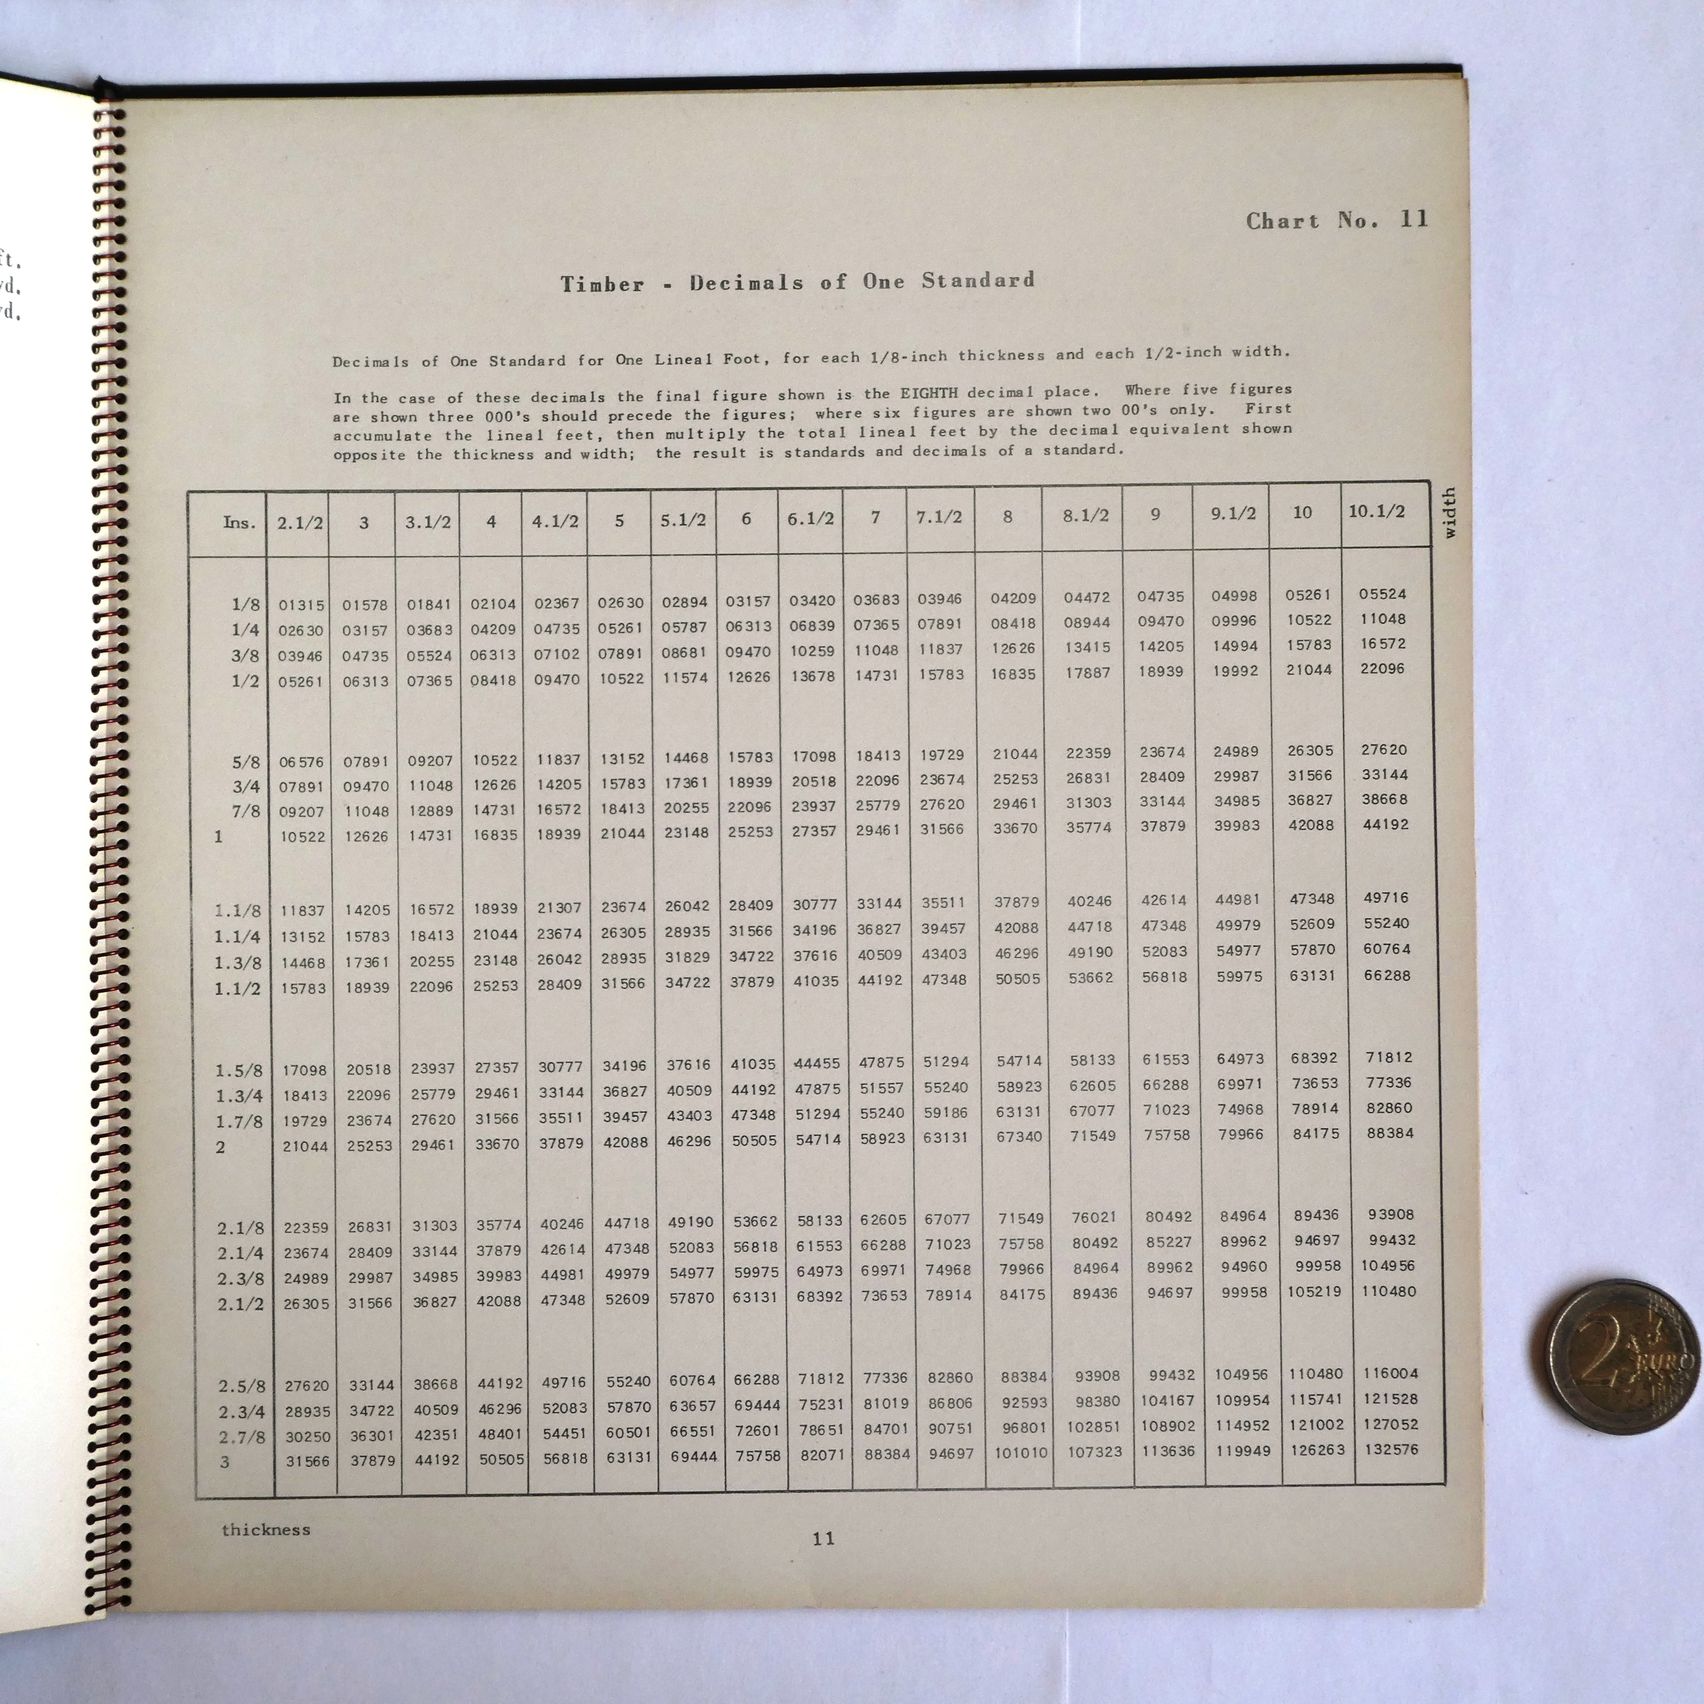 ft.
yd.
yd.
Chart No. 11
Timber - Decimals of One Standard
Decimals of One Standard for One Lineal Foot, for each 1/8-inch thickness and each 1/2-inch width.
In the case of these decimals the final figure shown is the EIGHTH decimal place. Where five figures
are shown three 000's should precede the figures; where six figures are shown two 00's only. First
accumulate the lineal feet, then multiply the total lineal feet by the decimal equivalent shown
opposite the thickness and width; the result is standards and decimals of a standard.
Ins. 2.1/2 3 3.1/2 4 4.1/2 5 5.1/2 6 6.1/2 7 7.1/2 8 8.1/2 9 9.1/2 10 10.1/2 width
1/8 01315 01578 01841 02104 02367 02630 02894 03157 03420 03683 03946 04209 04472 04735 04998 05261 05524
1/4 02630 03157 03683 04209 04735 05261 05787 06313 06839 07365 07891 08418 08944 09470 09996 10522 11048
3/8 03946 04735 05524 06313 07102 07891 08681 09470 10259 11048 11837 12626 13415 14205 14994 15783 16572
1/2 05261 06313 07365 08418 09470 10522 11574 12626 13678 14731 15783 16835 17887 18939 19992 21044 22096
5/8 06576 07891 09207 10522 11837 13152 14468 15783 17098 18413 19729 21044 22359 23674 24989 26305 27620
3/4 07891 09470 11048 12626 14205 15783 17361 18939 20518 22096 23674 25253 26831 28409 29987 31566 33144
7/8 09207 11048 12889 14731 16572 18413 20255 22096 23937 25779 27620 29461 31303 33144 34985 36827 38668
1 10522 12626 14731 16835 18939 21044 23148 25253 27357 29461 31566 33670 35774 37879 39983 42088 44192
1.1/8 11837 14205 16572 18939 21307 23674 26042 28409 30777 33144 35511 37879 40246 42614 44981 47348 49716
1.1/4 13152 15783 18413 21044 23674 26305 28935 31566 34196 36827 39457 42088 44718 47348 49979 52609 55240
1.3/8 14468 17361 20255 23148 26042 28935 31829 34722 37616 40509 43403 46296 49190 52083 54977 57870 60764
1.1/2 15783 18939 22096 25253 28409 31566 34722 37879 41035 44192 47348 50505 53662 56818 59975 63131 66288
1.5/8 17098 20518 23937 27357 30777 34196 37616 41035 44455 47875 51294 54714 58133 61553 64973 68392 71812
1.3/4 18413 22096 25779 29461 33144 36827 40509 44192 47875 51557 55240 58923 62605 66288 69971 73653 77336
1.7/8 19729 23674 27620 31566 35511 39457 43403 47348 51294 55240 59186 63131 67077 71023 74968 78914 82860
2 21044 25253 29461 33670 37879 42088 46296 50505 54714 58923 63131 67340 71549 75758 79966 84175 88384
2.1/8 22359 26831 31303 35774 40246 44718 49190 53662 58133 62605 67077 71549 76021 80492 84964 89436 93908
2.1/4 23674 28409 33144 37879 42614 47348 52083 56818 61553 66288 71023 75758 80492 85227 89962 94697 99432
2.3/8 24989 29987 34985 39983 44981 49979 54977 59975 64973 69971 74968 79966 84964 89962 94960 99958 104956
2.1/2 26305 31566 36827 42088 47348 52609 57870 63131 68392 73653 78914 84175 89436 94697 99958 105219 110480
2.5/8 27620 33144 38668 44192 49716 55240 60764 66288 71812 77336 82860 88384 93908 99432 104956 110480 116004
2.3/4 28935 34722 40509 46296 52083 57870 63657 69444 75231 81019 86806 92593 98380 104167 109954 115741 121528
2.7/8 30250 36301 42351 48401 54451 60501 66551 72601 78651 84701 90751 96801 102851 108902 114952 121002 127052
3 31566 37879 44192 50505 56818 63131 69444 75758 82071 88384 94697 101010 107323 113636 119949 126263 132576
thickness
11
2 EURO